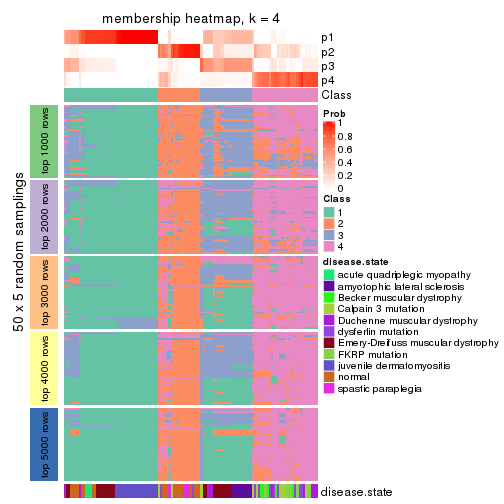 membership heatmap, k = 4
p1
p2
p3
p4
Class
50 x 5 random samplings
top 1000 rows
top 2000 rows
top 3000 rows
top 4000 rows
top 5000 rows
disease.state
Prob
1
0.8
0.6
0.4
0.2
0
Class
1
2
3
4
disease.state
acute quadriplegic myopathy
amyotophic lateral sclerosis
Becker muscular dystrophy
Calpain 3 mutation
Duchenne muscular dystrophy
dysferlin mutation
Emery-Dreifuss muscular dystrophy
FKRP mutation
juvenile dermatomyositis
normal
spastic paraplegia